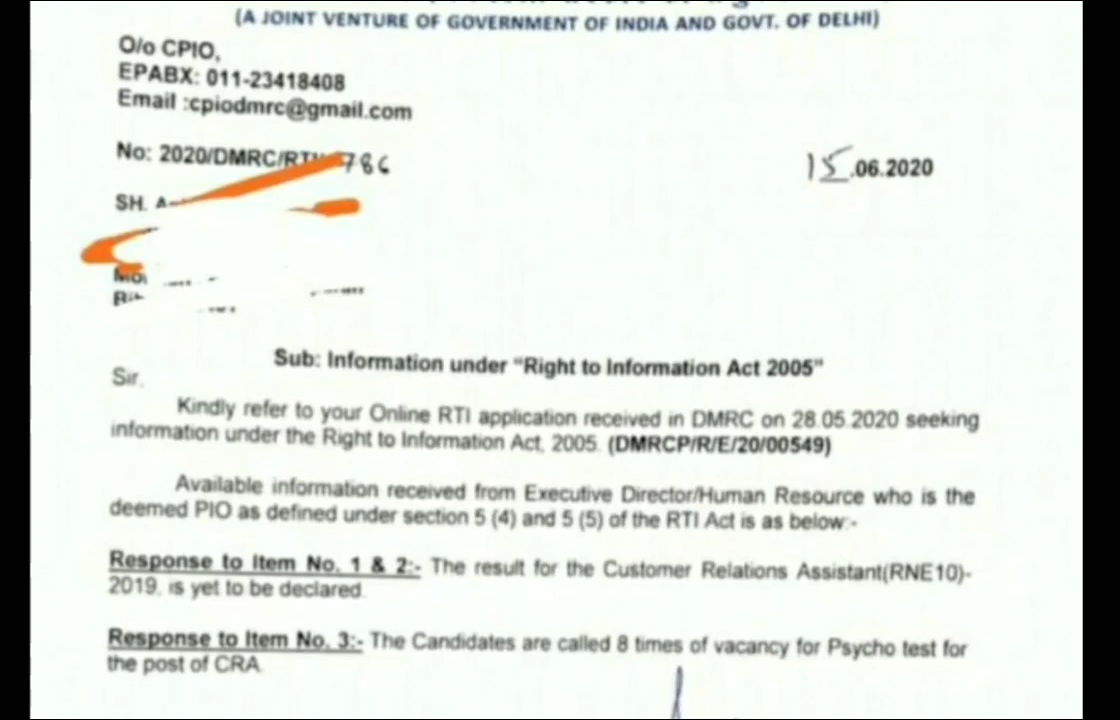 (A JOINT VENTURE OF GOVERNMENT OF INDIA AND GOVT. OF DELHI)
O/o CPIO,
EPABX: 011-23418408
Email :cpiodmrc@gmail.com
No: 2020/DMRC/RTI 786
15.06.2020
SH. A
Sub: Information under "Right to Information Act 2005"
Sir,
Kindly refer to your Online RTI application received in DMRC on 28.05.2020 seeking
information under the Right to Information Act, 2005. (DMRCP/R/E/20/00549)
Available information received from Executive Director/Human Resource who is the
deemed PIO as defined under section 5 (4) and 5 (5) of the RTI Act is as below:-
Response to Item No. 1 & 2:- The result for the Customer Relations Assistant(RNE10)-
2019, is yet to be declared.
Response to Item No. 3:- The Candidates are called 8 times of vacancy for Psycho test for
the post of CRA.